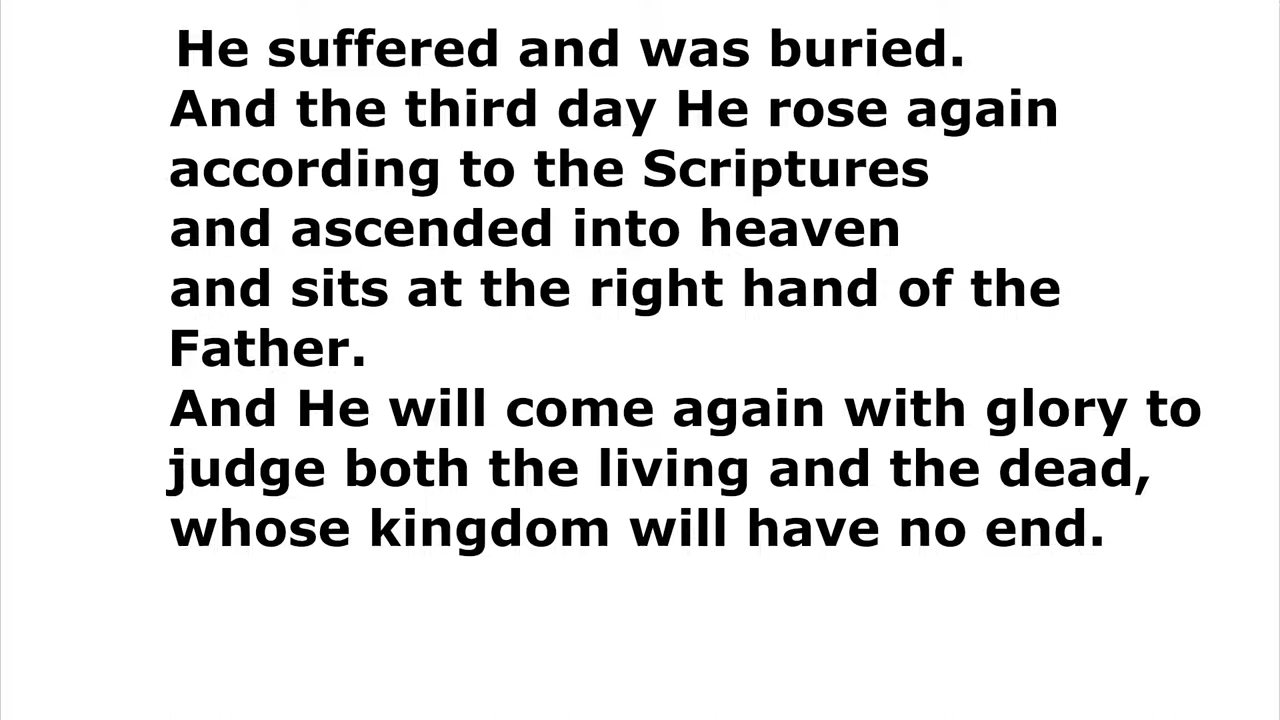 He suffered and was buried.
And the third day He rose again
according to the Scriptures
and ascended into heaven
and sits at the right hand of the
Father.
And He will come again with glory to
judge both the living and the dead,
whose kingdom will have no end.